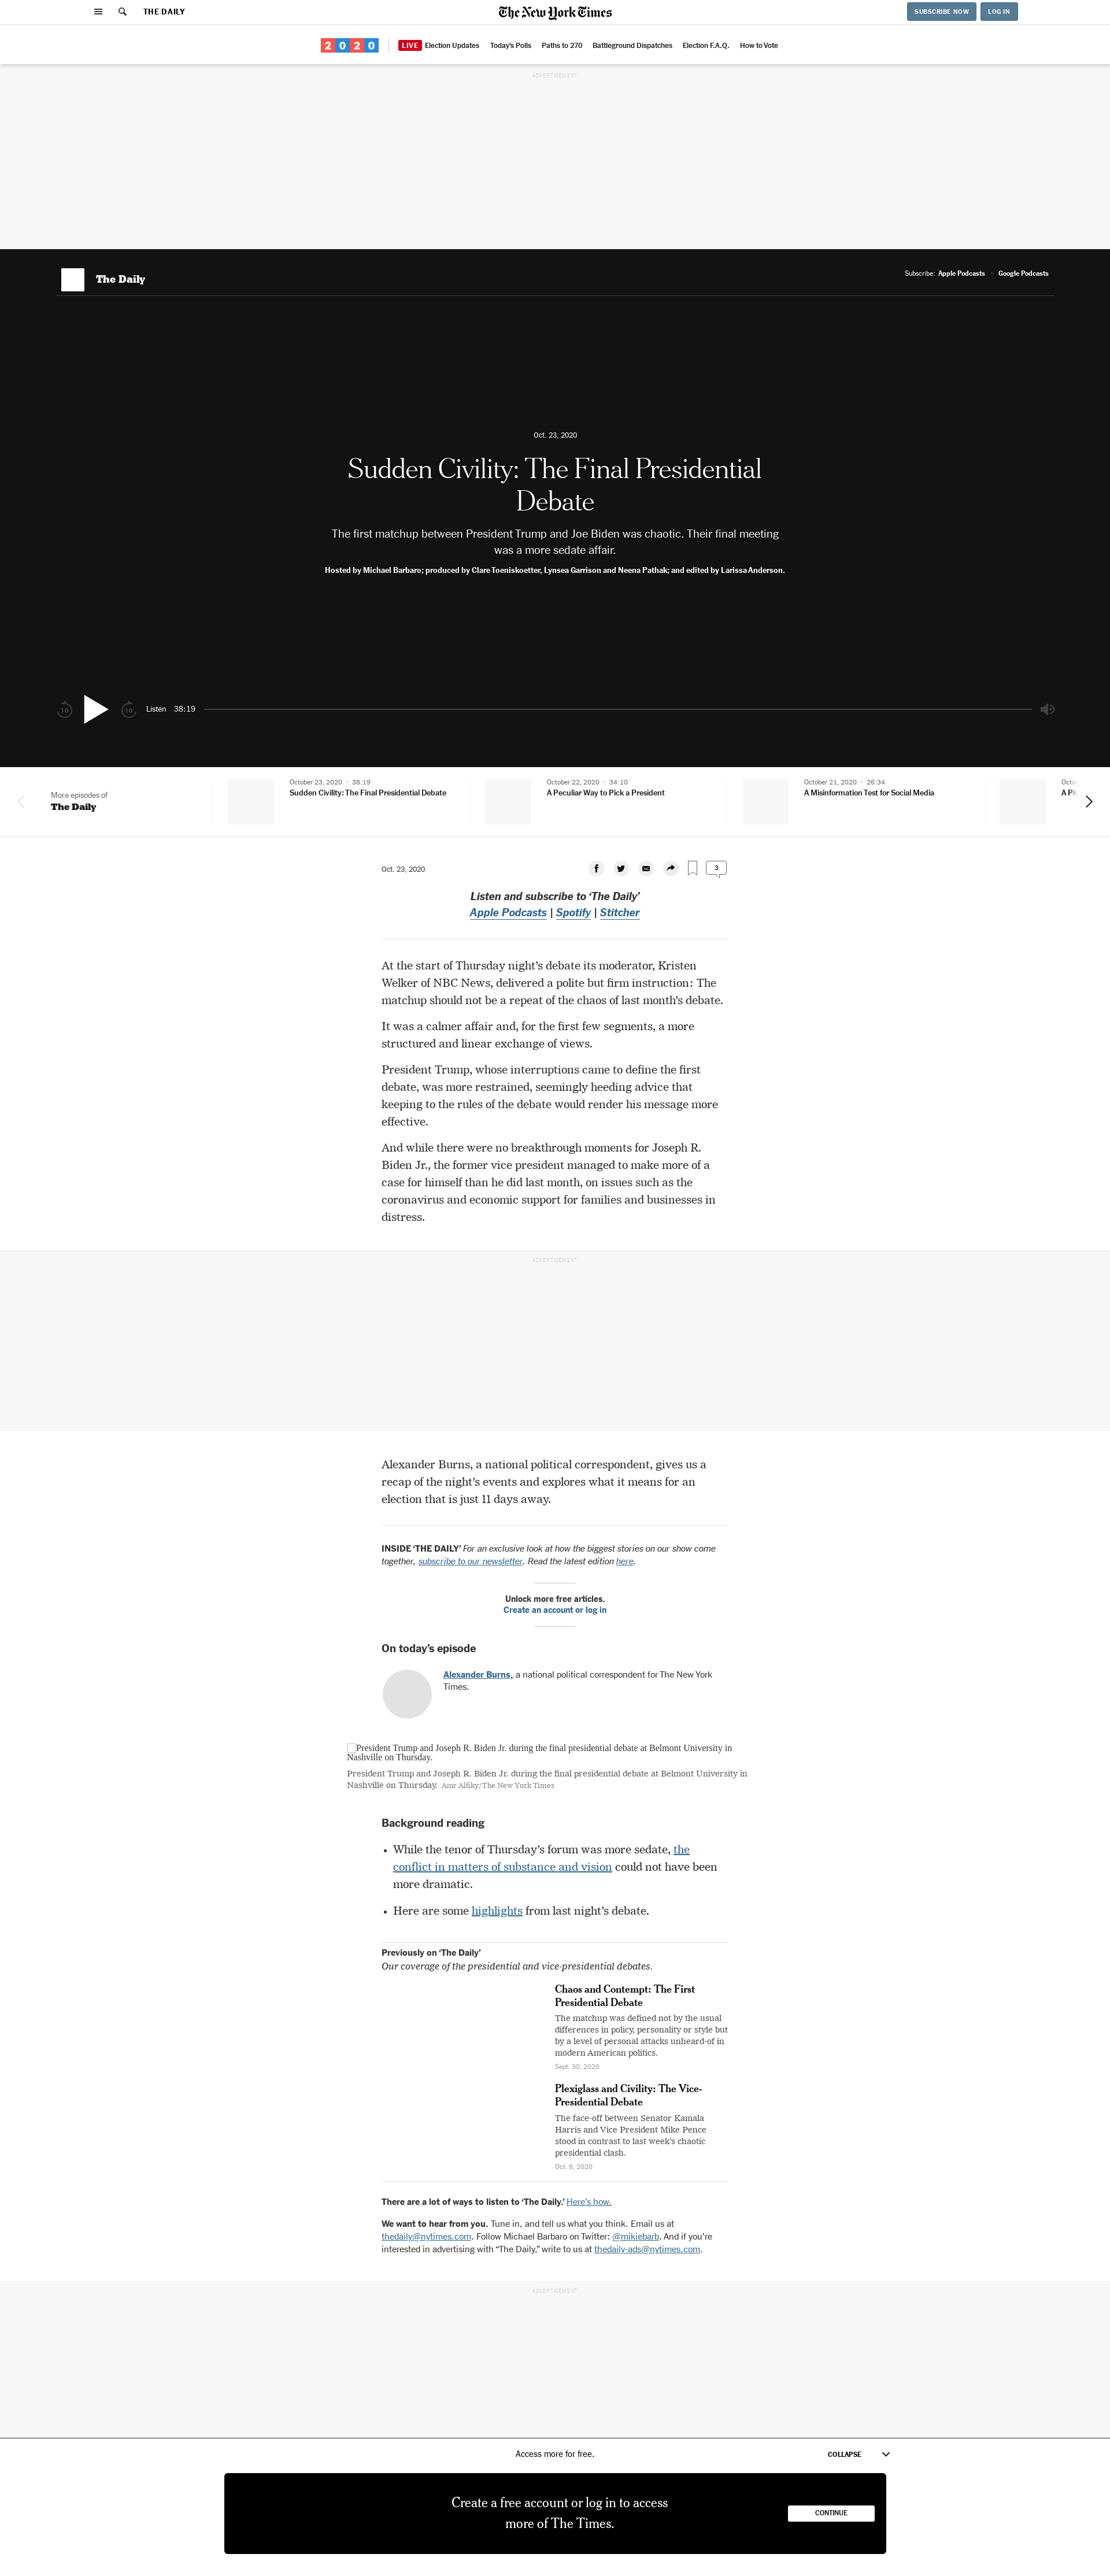 THE DAILY
The New York Times
SUBSCRIBE NOW
LOG IN
2020
LIVE Election Updates
Today's Polls
Paths to 270
Battleground Dispatches
Election F.A.Q.
How to Vote
ADVERTISEMENT
The Daily
Subscribe: Apple Podcasts · Google Podcasts
Oct. 23, 2020
Sudden Civility: The Final Presidential
Debate
The first matchup between President Trump and Joe Biden was chaotic. Their final meeting
was a more sedate affair.
Hosted by Michael Barbaro; produced by Clare Toeniskoetter, Lynsea Garrison and Neena Pathak; and edited by Larissa Anderson.
10
10
Listen 38:19
More episodes of
The Daily
October 23, 2020 · 38:19
Sudden Civility: The Final Presidential Debate
October 22, 2020 · 34:10
A Peculiar Way to Pick a President
October 21, 2020 · 26:34
A Misinformation Test for Social Media
Oct. 23, 2020
3
Listen and subscribe to ‘The Daily’
Apple Podcasts | Spotify | Stitcher
At the start of Thursday night’s debate its moderator, Kristen
Welker of NBC News, delivered a polite but firm instruction: The
matchup should not be a repeat of the chaos of last month’s debate.
It was a calmer affair and, for the first few segments, a more
structured and linear exchange of views.
President Trump, whose interruptions came to define the first
debate, was more restrained, seemingly heeding advice that
keeping to the rules of the debate would render his message more
effective.
And while there were no breakthrough moments for Joseph R.
Biden Jr., the former vice president managed to make more of a
case for himself than he did last month, on issues such as the
coronavirus and economic support for families and businesses in
distress.
ADVERTISEMENT
Alexander Burns, a national political correspondent, gives us a
recap of the night’s events and explores what it means for an
election that is just 11 days away.
INSIDE ‘THE DAILY’ For an exclusive look at how the biggest stories on our show come
together, subscribe to our newsletter. Read the latest edition here.
Unlock more free articles.
Create an account or log in
On today’s episode
Alexander Burns, a national political correspondent for The New York
Times.
President Trump and Joseph R. Biden Jr. during the final presidential debate at Belmont University in
Nashville on Thursday.
President Trump and Joseph R. Biden Jr. during the final presidential debate at Belmont University in
Nashville on Thursday. Amr Alfiky/The New York Times
Background reading
• While the tenor of Thursday’s forum was more sedate, the
conflict in matters of substance and vision could not have been
more dramatic.
• Here are some highlights from last night’s debate.
Previously on ‘The Daily’
Our coverage of the presidential and vice-presidential debates.
Chaos and Contempt: The First
Presidential Debate
The matchup was defined not by the usual
differences in policy, personality or style but
by a level of personal attacks unheard-of in
modern American politics.
Sept. 30, 2020
Plexiglass and Civility: The Vice-
Presidential Debate
The face-off between Senator Kamala
Harris and Vice President Mike Pence
stood in contrast to last week’s chaotic
presidential clash.
Oct. 8, 2020
There are a lot of ways to listen to ‘The Daily.’ Here’s how.
We want to hear from you. Tune in, and tell us what you think. Email us at
thedaily@nytimes.com. Follow Michael Barbaro on Twitter: @mikiebarb. And if you’re
interested in advertising with “The Daily,” write to us at thedaily-ads@nytimes.com.
ADVERTISEMENT
Access more for free.
COLLAPSE
Create a free account or log in to access
more of The Times.
CONTINUE